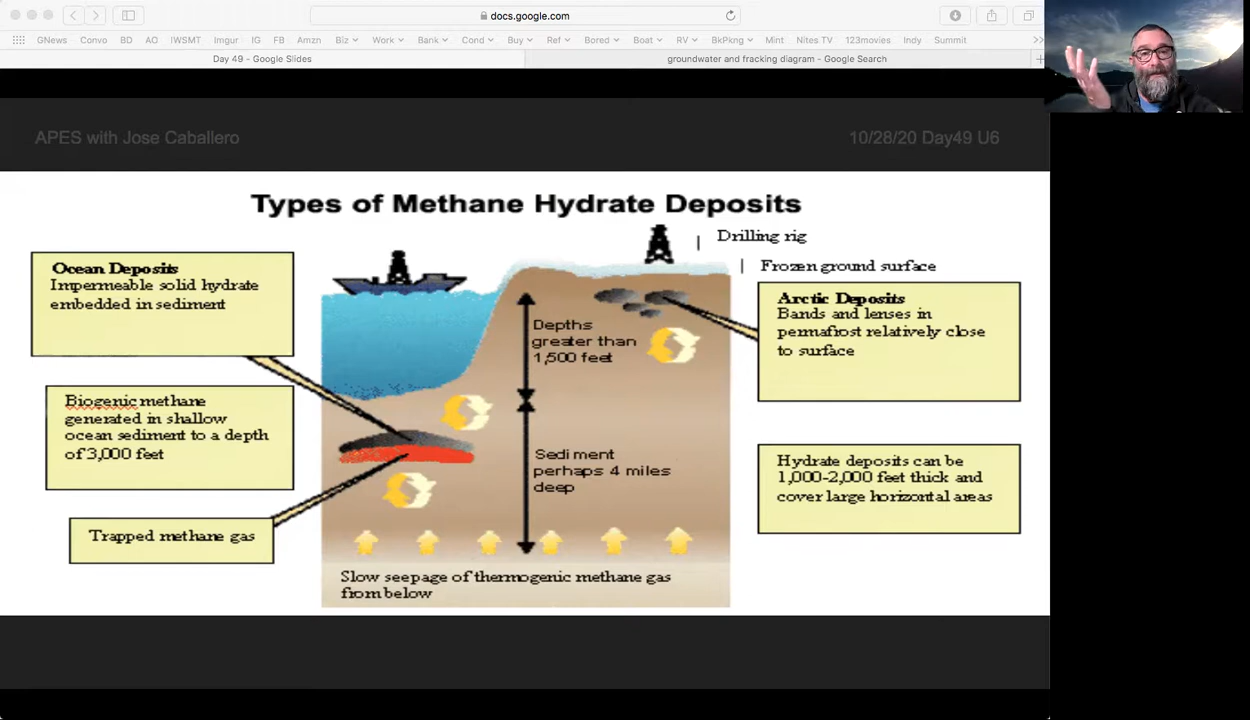 docs.google.com
GNews Convo BD AO IWSMT Imgur IG FB Amzn Biz Work Bank Cond Buy Ref Bored Boat RV BkPkng Mint Nites TV 123movies Indy Summit
Day 49 - Google Slides
groundwater and fracking diagram - Google Search
APES with Jose Caballero
10/28/20 Day49 U6
Types of Methane Hydrate Deposits
Drilling rig
Frozen ground surface
Ocean Deposits
Impermeable solid hydrate
embedded in sediment
Arctic Deposits
Bands and lenses in
permafrost relatively close
to surface
Depths
greater than
1,500 feet
Biogenic methane
generated in shallow
ocean sediment to a depth
of 3,000 feet
Sediment
perhaps 4 miles
deep
Hydrate deposits can be
1,000-2,000 feet thick and
cover large horizontal areas
Trapped methane gas
Slow seepage of thermogenic methane gas
from below